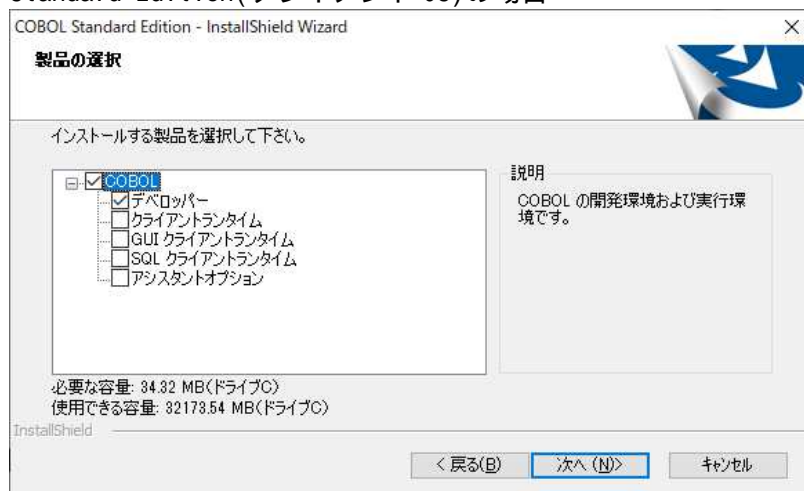 COBOL Standard Edition - InstallShield Wizard
製品の選択
インストールする製品を選択して下さい。
COBOL
デベロッパー
クライアントランタイム
GUI クライアントランタイム
SQL クライアントランタイム
アシスタントオプション
説明
COBOL の開発環境および実行環
境です。
必要な容量: 34.32 MB(ドライブC)
使用できる容量: 32173.54 MB(ドライブC)
InstallShield
< 戻る(B)
次へ (N)>
キャンセル